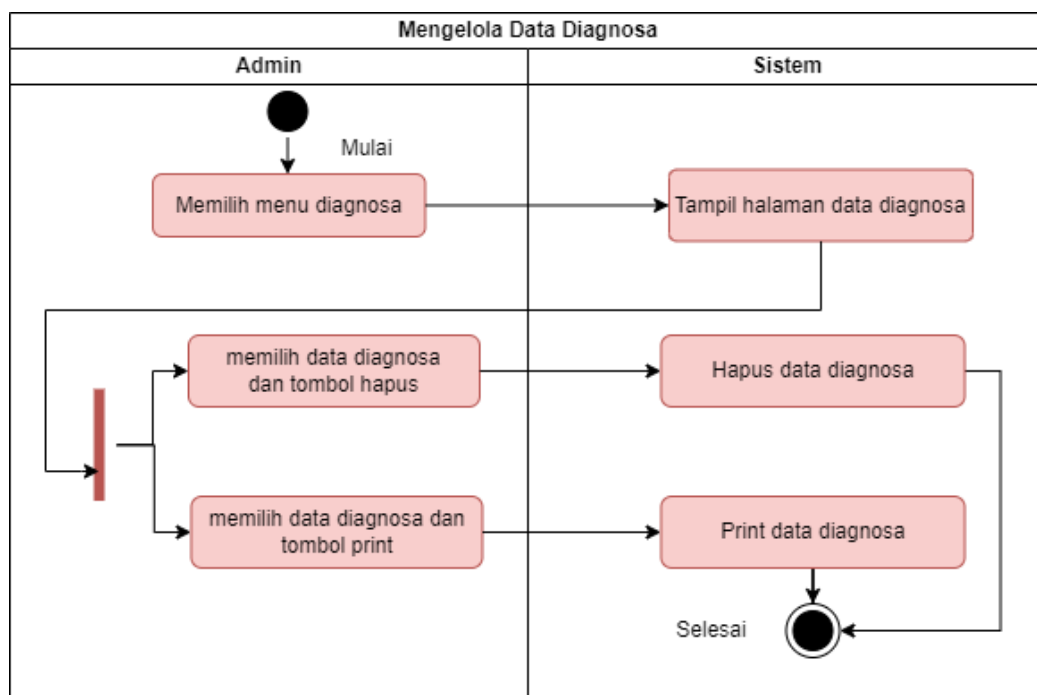 Mengelola Data Diagnosa
Admin
Sistem
Mulai
Memilih menu diagnosa
Tampil halaman data diagnosa
memilih data diagnosa
dan tombol hapus
Hapus data diagnosa
memilih data diagnosa dan
tombol print
Print data diagnosa
Selesai